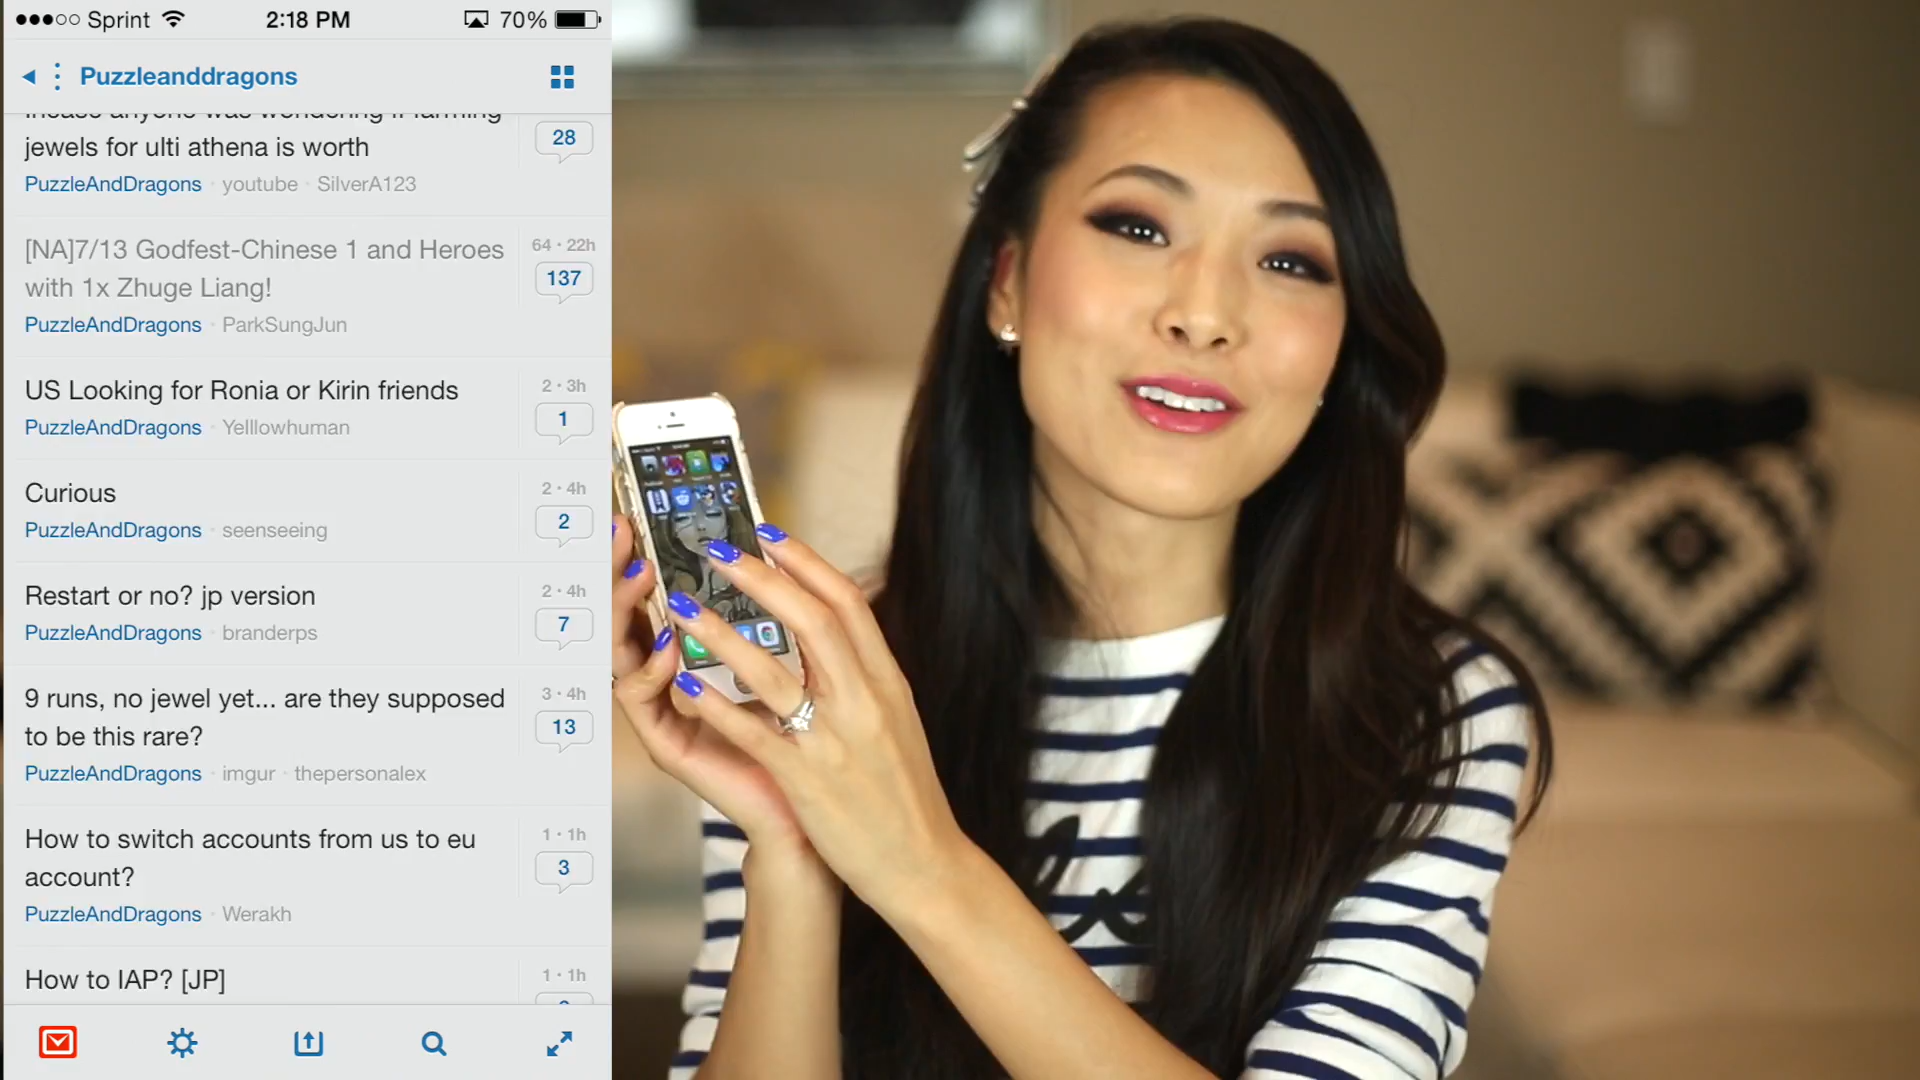 Sprint 2:18 PM 70%
Puzzleanddragons
jewels for ulti athena is worth
28
PuzzleAndDragons · youtube · SilverA123
[NA]7/13 Godfest-Chinese 1 and Heroes
64 · 22h
with 1x Zhuge Liang!
137
PuzzleAndDragons · ParkSungJun
US Looking for Ronia or Kirin friends
2 · 3h
1
PuzzleAndDragons · Yelllowhuman
Curious
2 · 4h
2
PuzzleAndDragons · seenseeing
Restart or no? jp version
2 · 4h
7
PuzzleAndDragons · branderps
9 runs, no jewel yet... are they supposed
3 · 4h
to be this rare?
13
PuzzleAndDragons · imgur · thepersonalex
How to switch accounts from us to eu
1 · 1h
account?
3
PuzzleAndDragons · Werakh
How to IAP? [JP]
1 · 1h